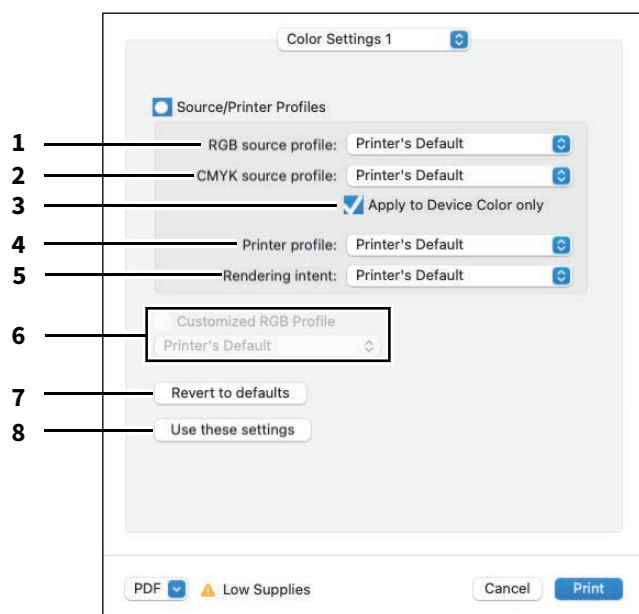 Color Settings 1
Source/Printer Profiles
1 RGB source profile: Printer's Default
2 CMYK source profile: Printer's Default
3 Apply to Device Color only
4 Printer profile: Printer's Default
5 Rendering intent: Printer's Default
6 Customized RGB Profile
Printer's Default
7 Revert to defaults
8 Use these settings
PDF Low Supplies Cancel Print